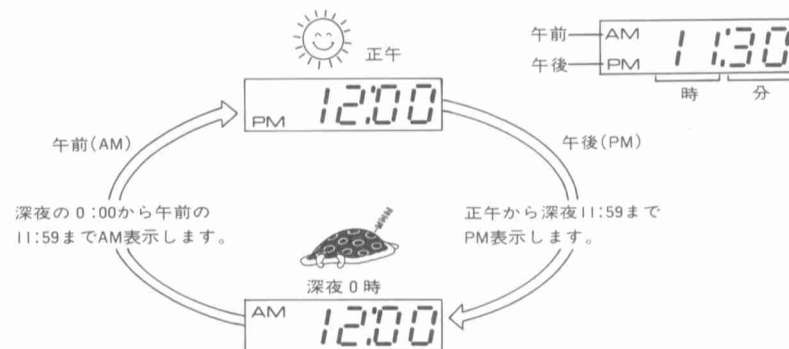 正午
PM 12:00
午前 AM
午後 PM
11:30
時 分
午前(AM)
深夜の0:00から午前の
11:59までAM表示します。
午後(PM)
正午から深夜11:59まで
PM表示します。
深夜0時
AM 12:00